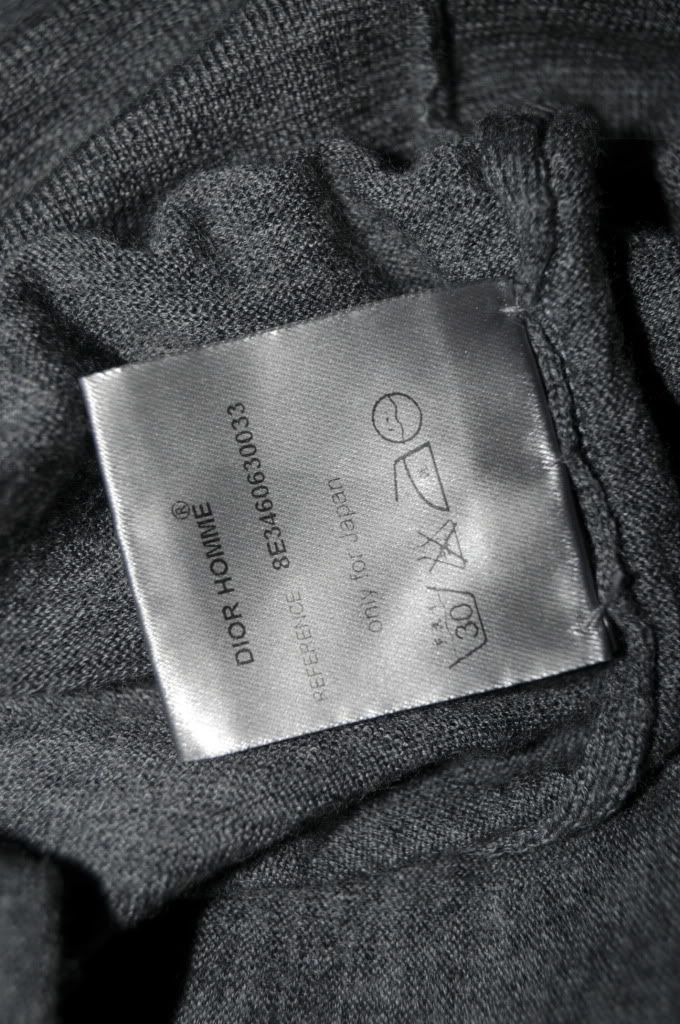 DIOR HOMME®
REFERENCE 8E3460630033
only for Japan
30